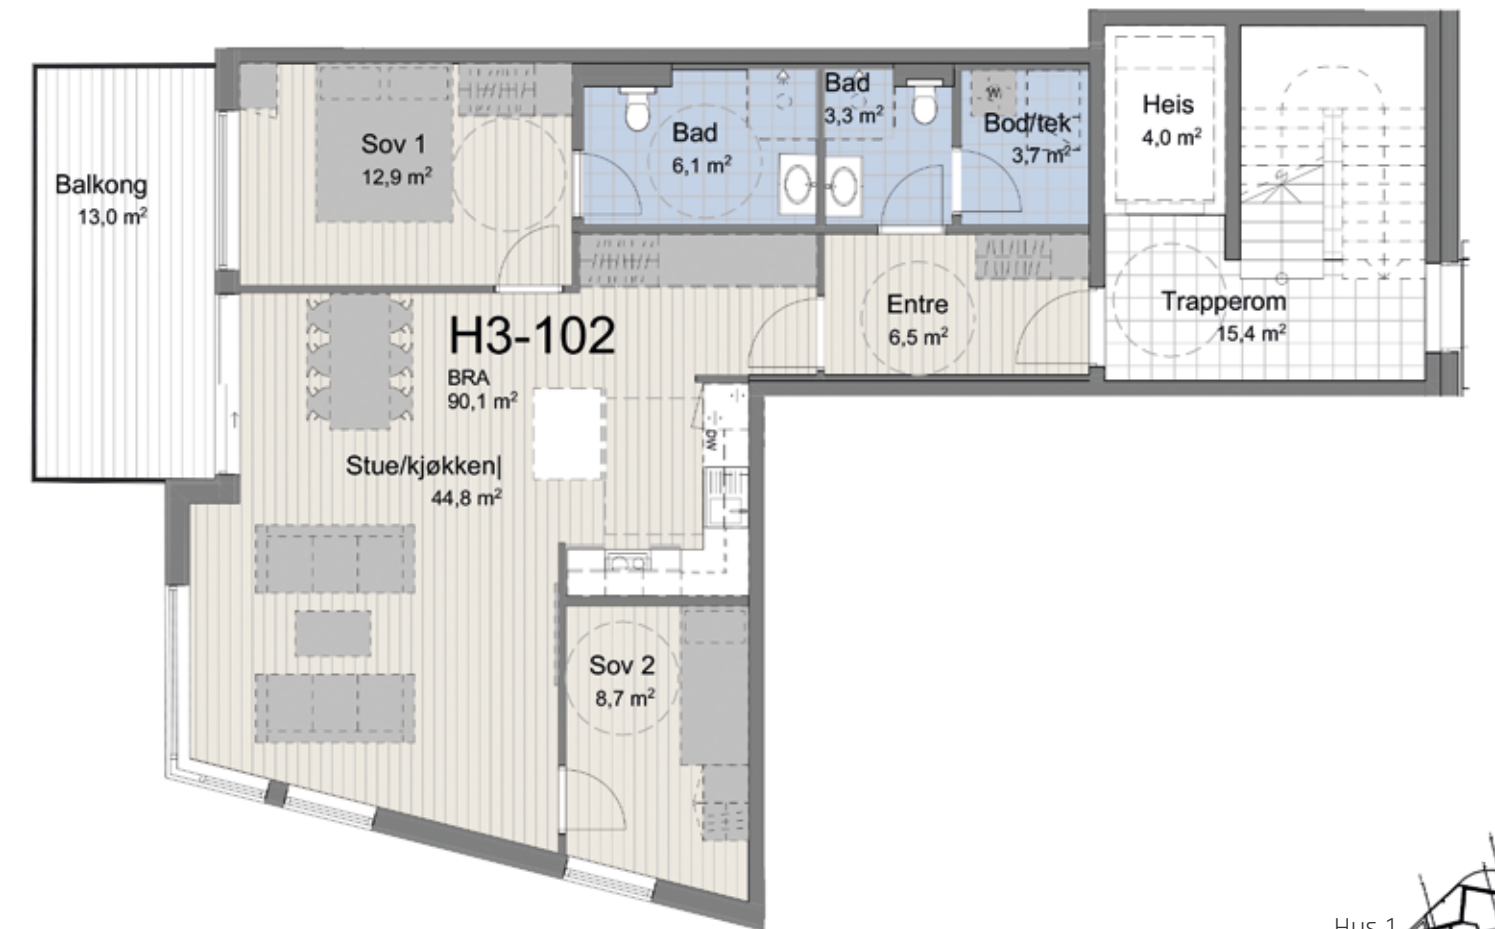 Balkong
13,0 m²
Sov 1
12,9 m²
Bad
6,1 m²
Bad
3,3 m²
Bod/tek
3,7 m²
W
Heis
4,0 m²
H3-102
BRA
90,1 m²
Entre
6,5 m²
Trapperom
15,4 m²
Stue/kjøkken|
44,8 m²
DW
Sov 2
8,7 m²
Hus 1